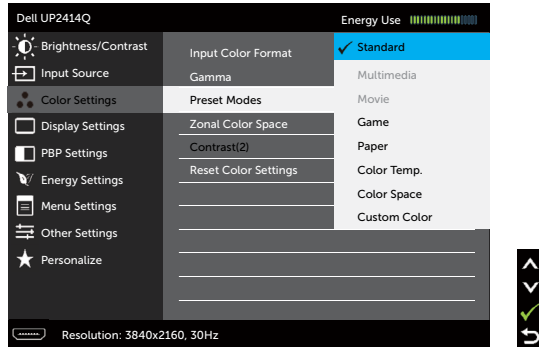 Dell UP2414Q
Energy Use
Brightness/Contrast
Input Source
Color Settings
Display Settings
PBP Settings
Energy Settings
Menu Settings
Other Settings
Personalize
Input Color Format
Gamma
Preset Modes
Zonal Color Space
Contrast(2)
Reset Color Settings
Standard
Multimedia
Movie
Game
Paper
Color Temp.
Color Space
Custom Color
Resolution: 3840x2160, 30Hz